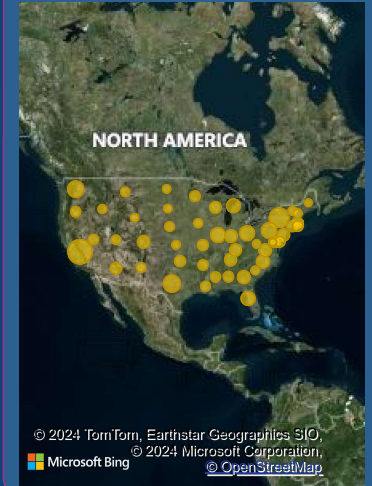 NORTH AMERICA
© 2024 TomTom, Earthstar Geographics SIO,
© 2024 Microsoft Corporation,
Microsoft Bing
© OpenStreetMap